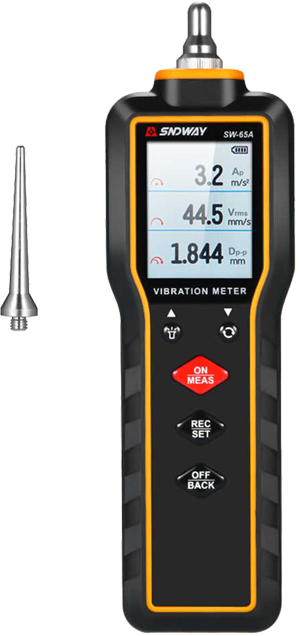 SNDWAY
SW-65A
3.2 Ap m/s²
44.5 Vrms mm/s
1.844 Dp-p mm
VIBRATION METER
ON
MEAS
REC
SET
OFF
BACK